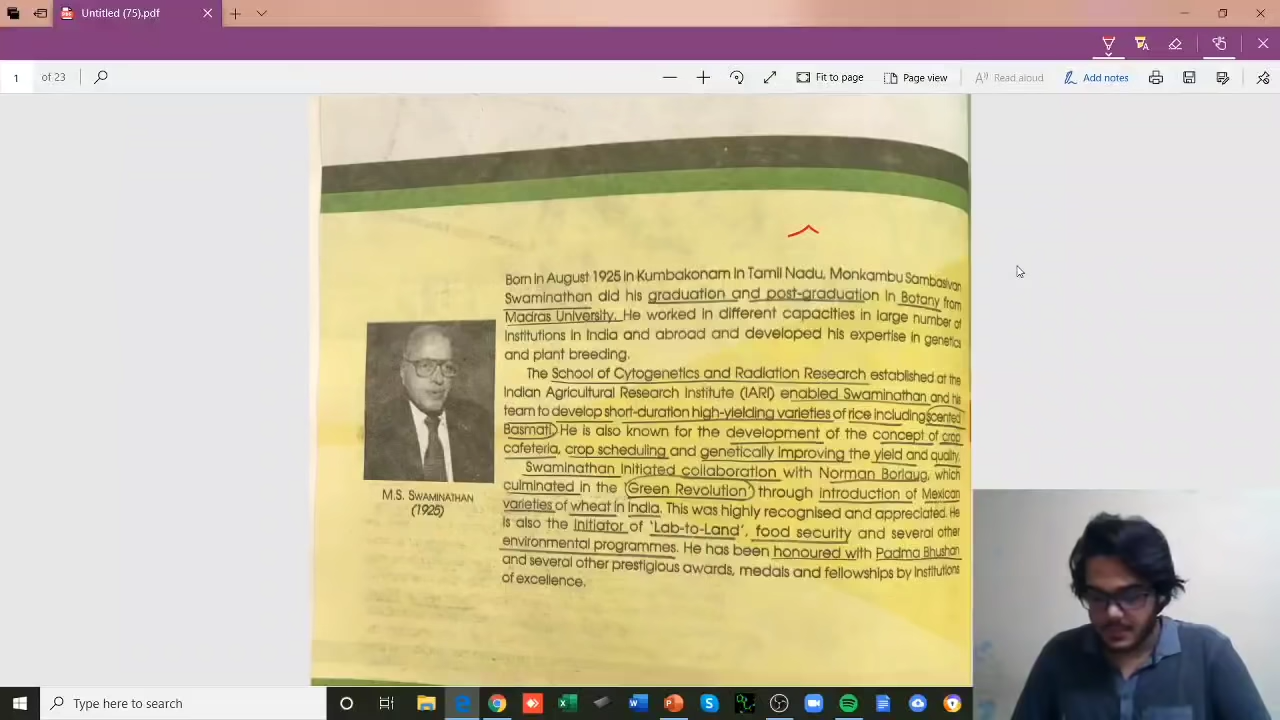 Untitled (75).pdf
1 of 23
Fit to page
Page view
Read aloud
Add notes
Born in August 1925 in Kumbakonam in Tamil Nadu, Monkambu Sambasivan
Swaminathan did his graduation and post-graduation in Botany from
Madras University. He worked in different capacities in large number of
institutions in India and abroad and developed his expertise in genetics
and plant breeding.
The School of Cytogenetics and Radiation Research established at the
Indian Agricultural Research Institute (IARI) enabled Swaminathan and his
team to develop short-duration high-yielding varieties of rice including scented
Basmati. He is also known for the development of the concept of crop
cafeteria, crop scheduling and genetically improving the yield and quality.
Swaminathan initiated collaboration with Norman Borlaug, which
culminated in the 'Green Revolution' through introduction of Mexican
varieties of wheat in India. This was highly recognised and appreciated. He
is also the initiator of 'Lab-to-Land', food security and several other
environmental programmes. He has been honoured with Padma Bhushan
and several other prestigious awards, medals and fellowships by institutions
of excellence.
M.S. SWAMINATHAN
(1925)
Type here to search